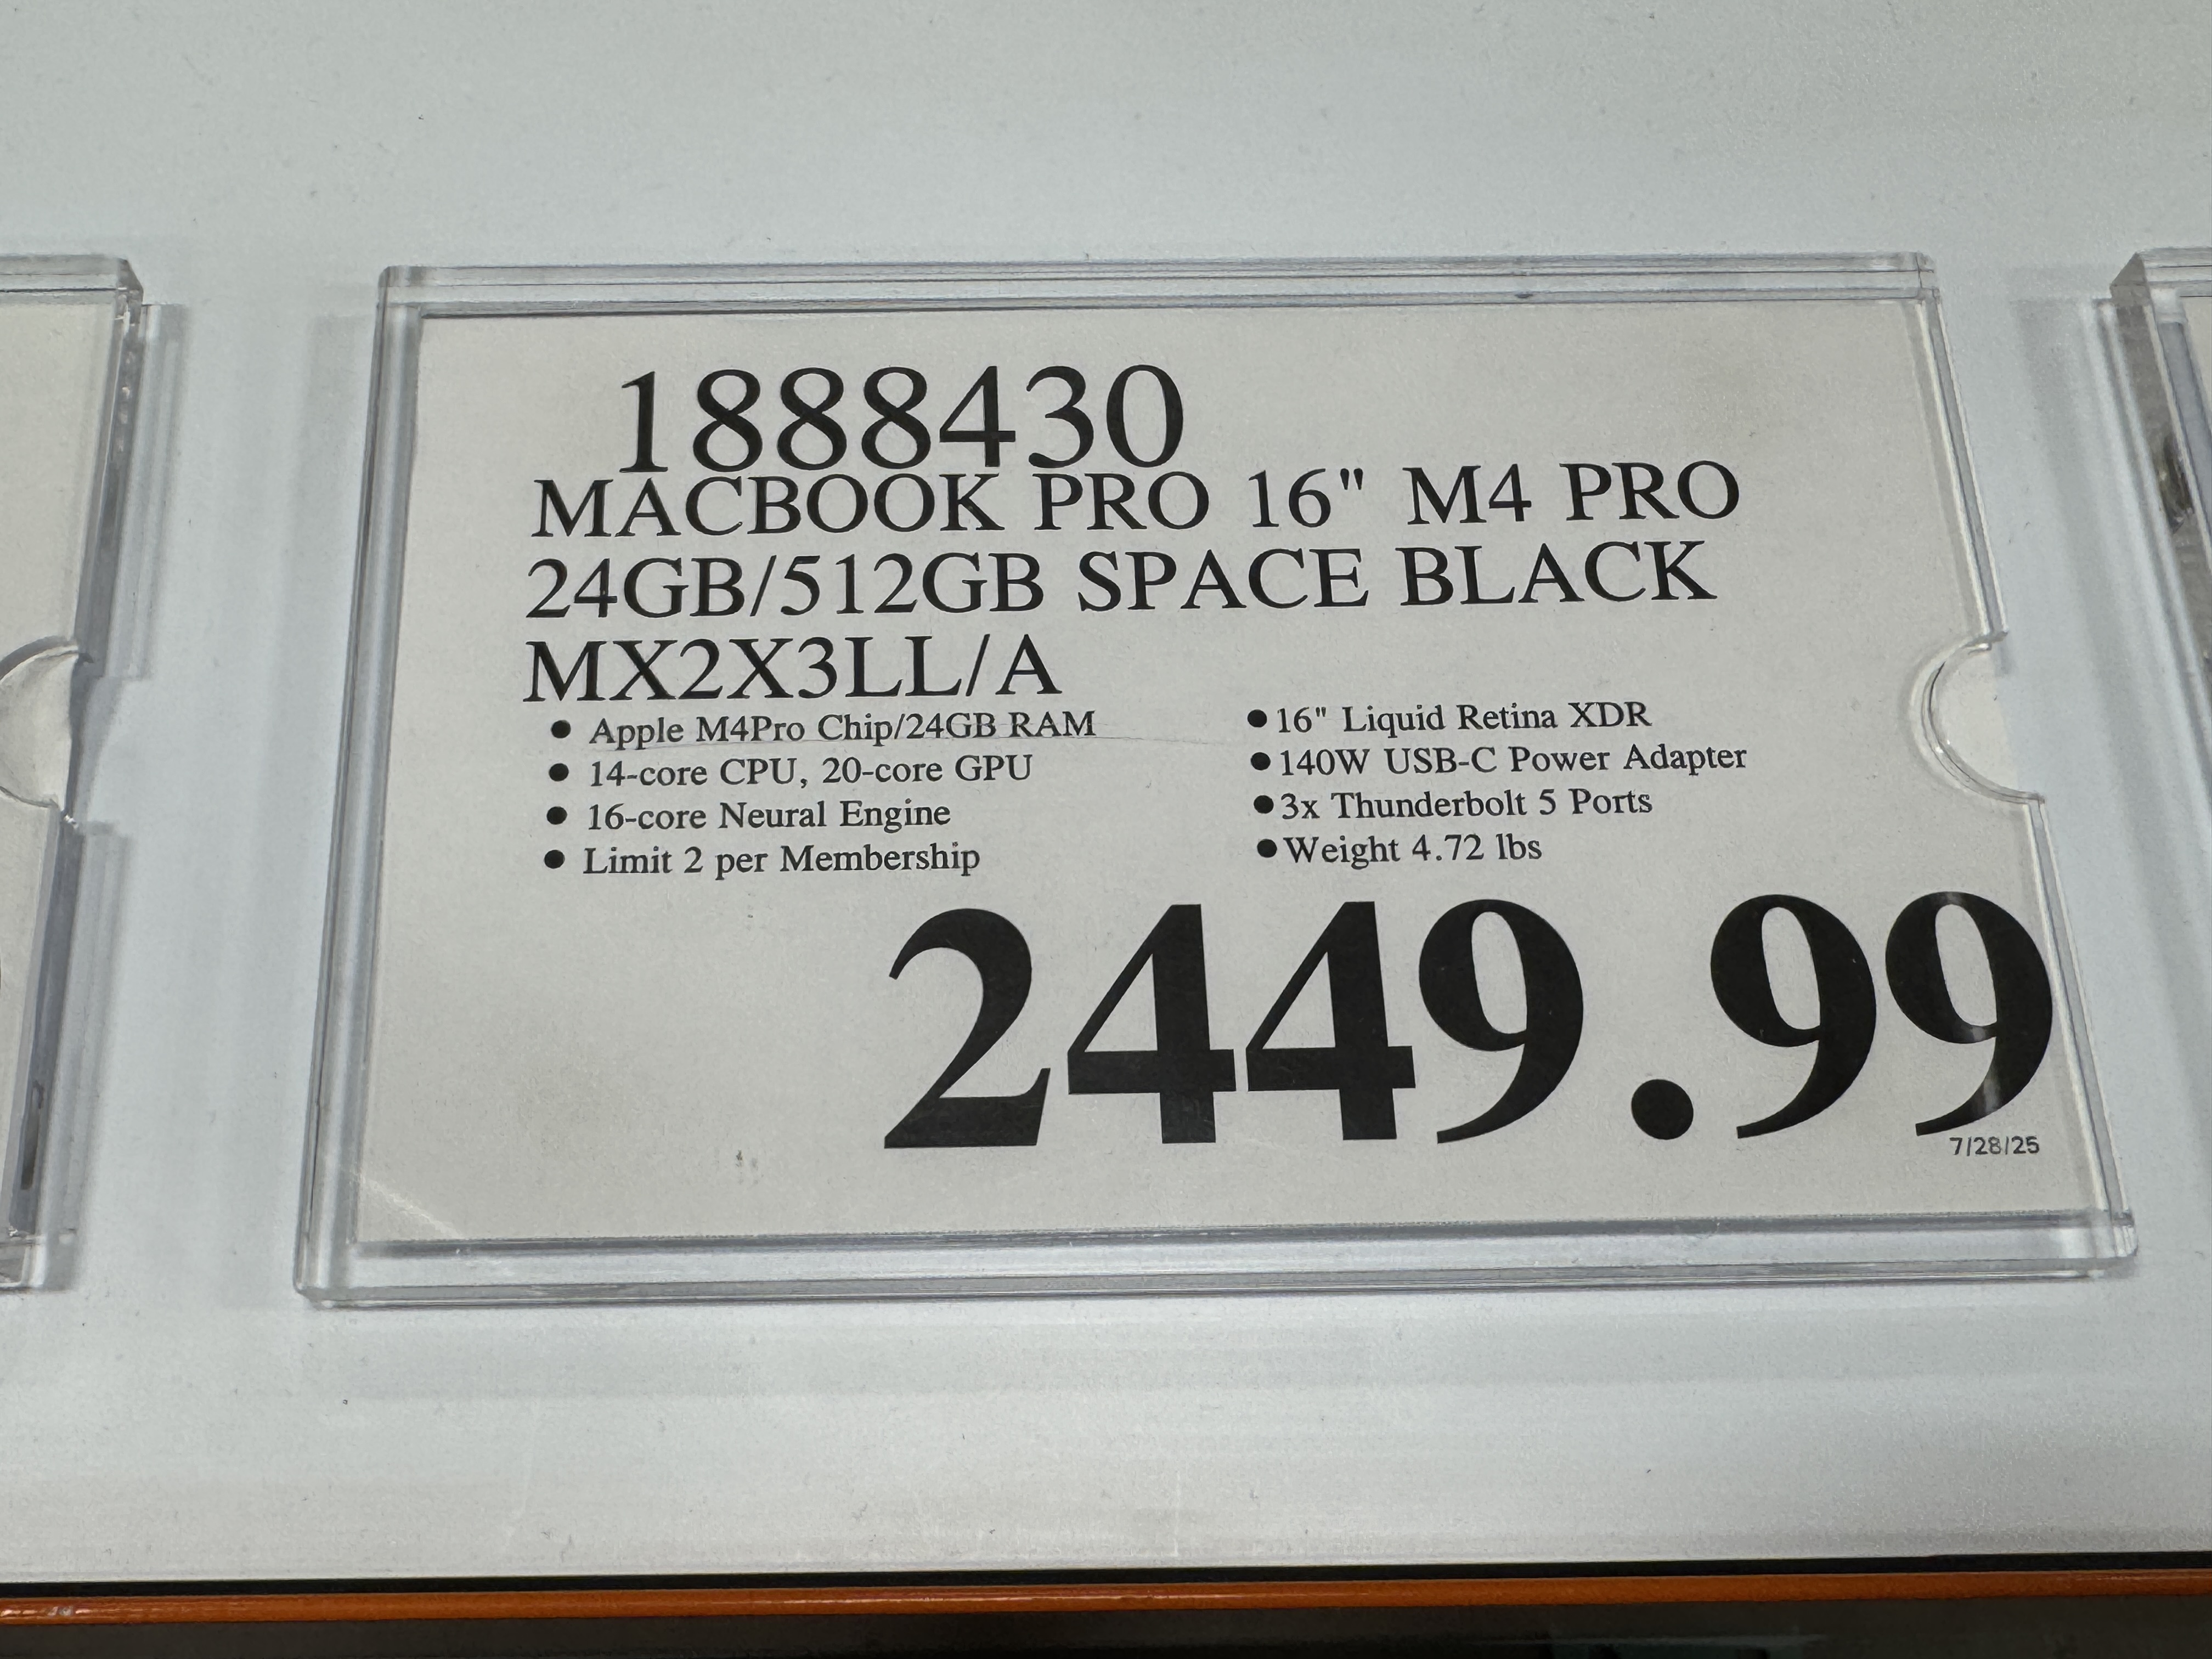 1888430
MACBOOK PRO 16" M4 PRO
24GB/512GB SPACE BLACK
MX2X3LL/A
● Apple M4Pro Chip/24GB RAM
● 14-core CPU, 20-core GPU
● 16-core Neural Engine
● Limit 2 per Membership
●16" Liquid Retina XDR
●140W USB-C Power Adapter
●3x Thunderbolt 5 Ports
●Weight 4.72 lbs
2449.99
7/28/25